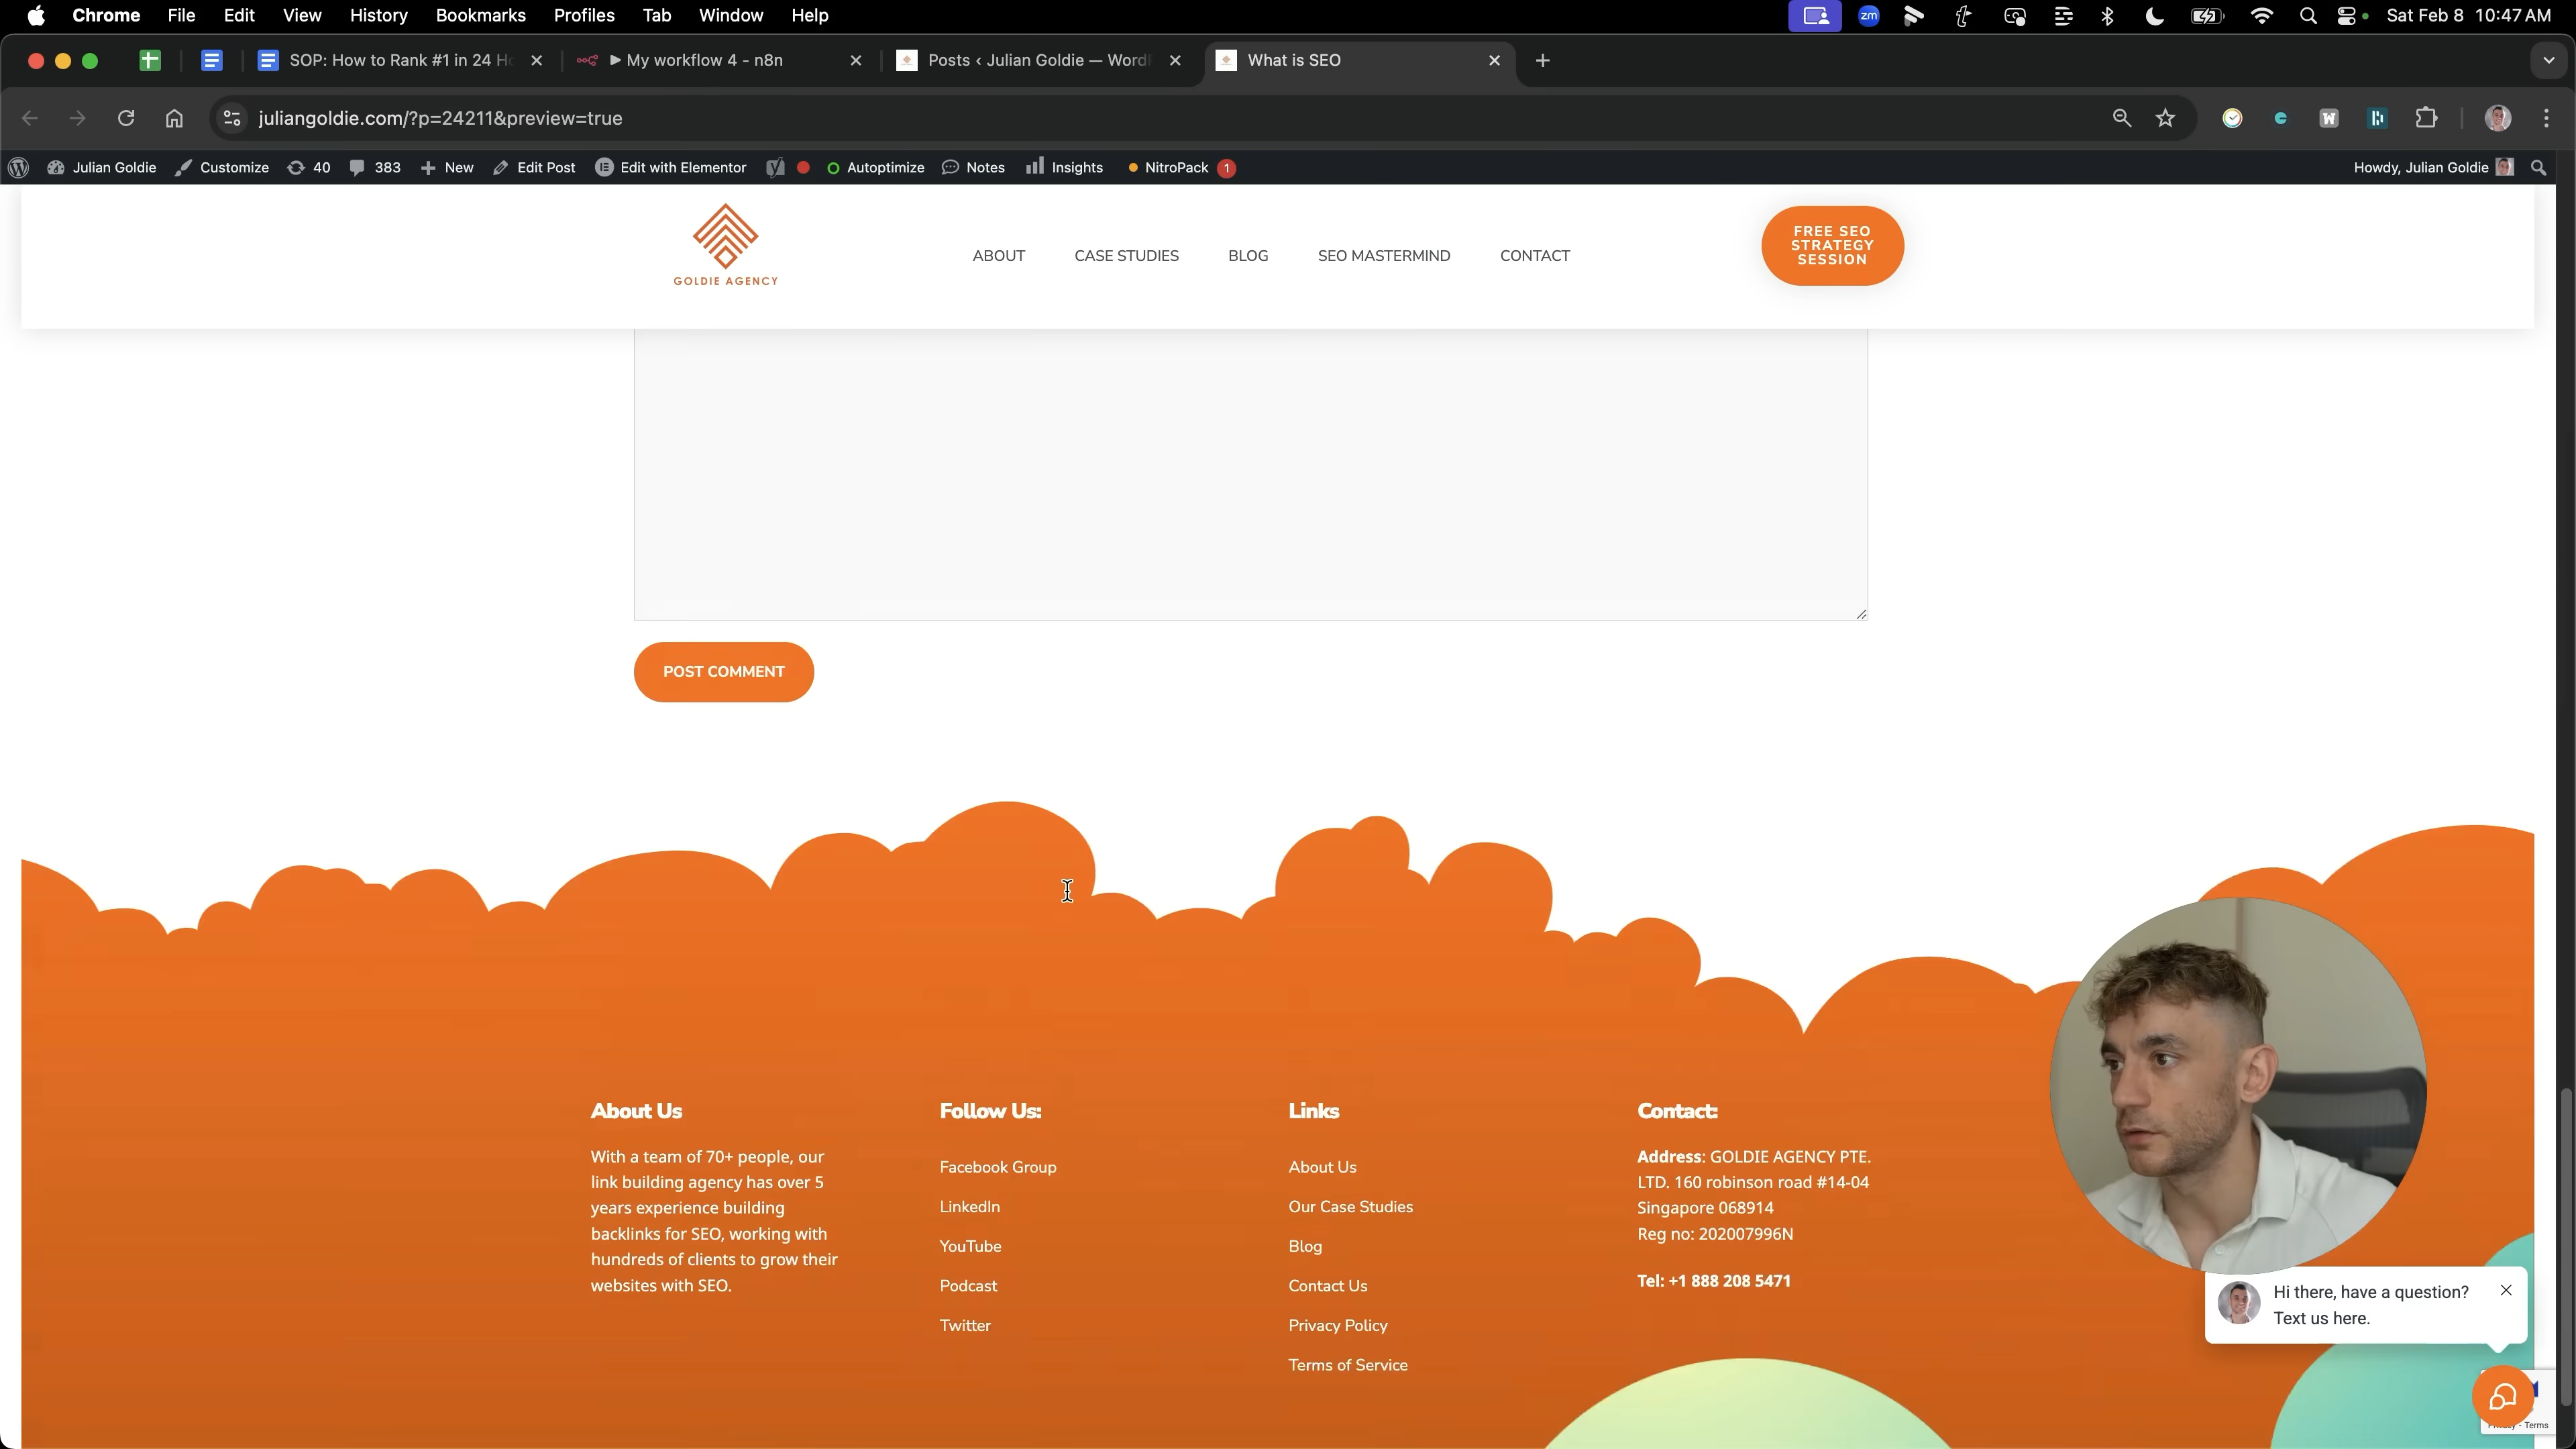 Chrome File Edit View History Bookmarks Profiles Tab Window Help
zm
Sat Feb 8 10:47 AM
SOP: How to Rank #1 in 24 Ho
▶ My workflow 4 - n8n
Posts ‹ Julian Goldie — Word
What is SEO
juliangoldie.com/?p=24211&preview=true
Julian Goldie
Customize
40
383
New
Edit Post
Edit with Elementor
Autoptimize
Notes
Insights
NitroPack 1
Howdy, Julian Goldie
GOLDIE AGENCY
ABOUT
CASE STUDIES
BLOG
SEO MASTERMIND
CONTACT
FREE SEO
STRATEGY
SESSION
POST COMMENT
About Us
With a team of 70+ people, our
link building agency has over 5
years experience building
backlinks for SEO, working with
hundreds of clients to grow their
websites with SEO.
Follow Us:
Facebook Group
LinkedIn
YouTube
Podcast
Twitter
Links
About Us
Our Case Studies
Blog
Contact Us
Privacy Policy
Terms of Service
Contact:
Address: GOLDIE AGENCY PTE.
LTD. 160 robinson road #14-04
Singapore 068914
Reg no: 202007996N
Tel: +1 888 208 5471
Hi there, have a question?
Text us here.
- Terms